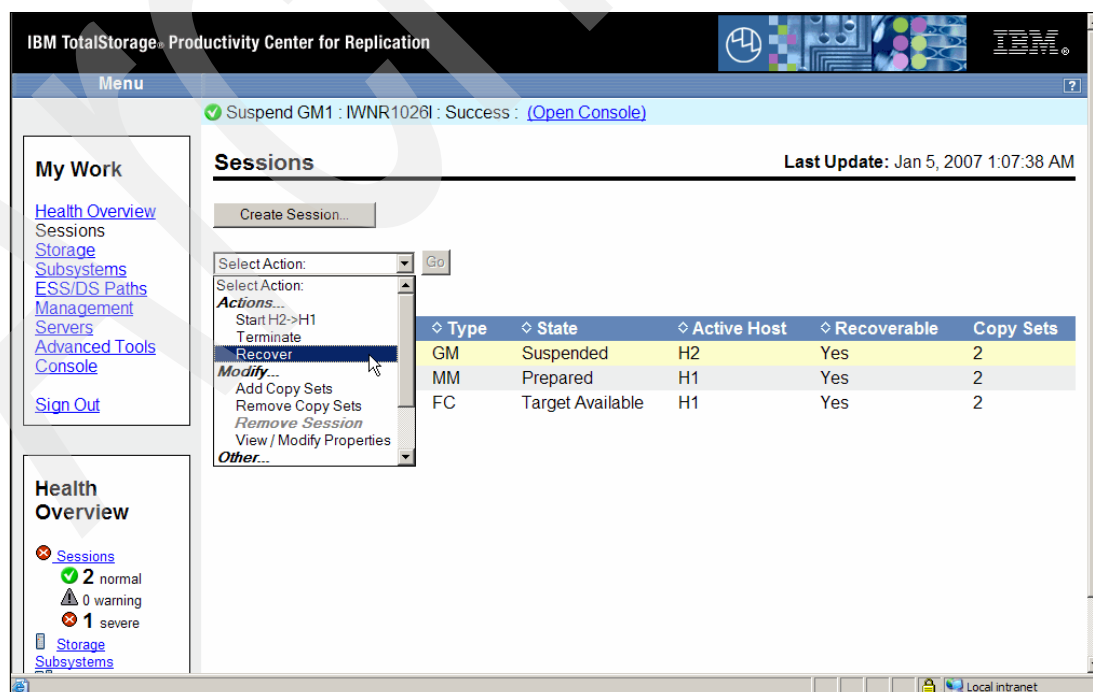 IBM TotalStorage® Productivity Center for Replication
IBM®
Menu
?
Suspend GM1 : IWNR1026I : Success : (Open Console)
My Work
Health Overview
Sessions
Storage
Subsystems
ESS/DS Paths
Management
Servers
Advanced Tools
Console
Sign Out
Sessions
Last Update: Jan 5, 2007 1:07:38 AM
Create Session...
Select Action:
Go
Select Action:
Actions...
Start H2->H1
Terminate
Recover
Modify...
Add Copy Sets
Remove Copy Sets
Remove Session
View / Modify Properties
Other...
Type State Active Host Recoverable Copy Sets
GM Suspended H2 Yes 2
MM Prepared H1 Yes 2
FC Target Available H1 Yes 2
Health
Overview
Sessions
2 normal
0 warning
1 severe
Storage
Subsystems
Local intranet